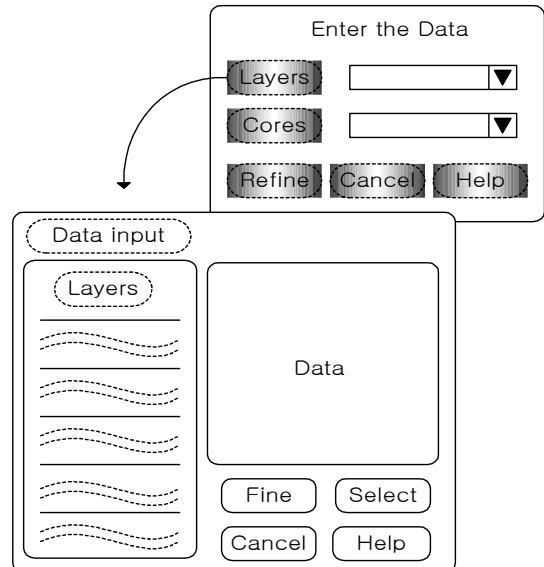 Enter the Data
Layers
Cores
Refine Cancel Help
Data input
Layers
Data
Fine Select
Cancel Help